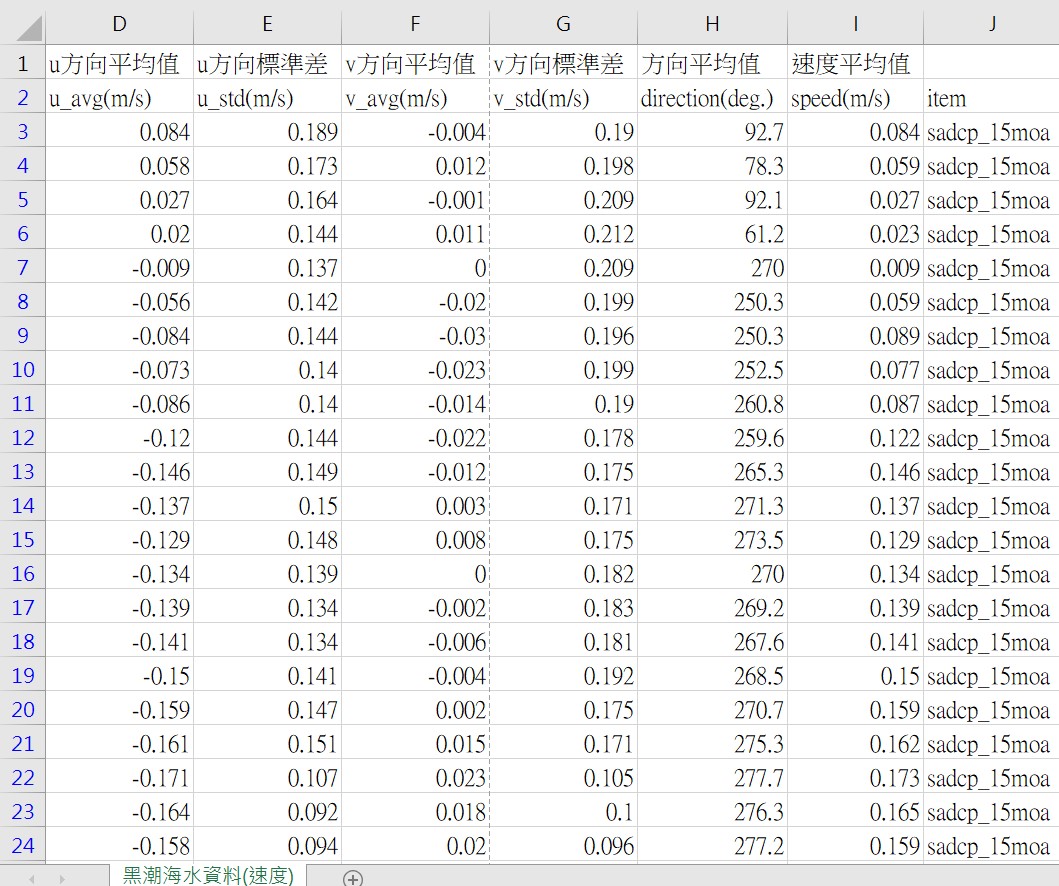 D E F G H I J
1 u方向平均值 u方向標準差 v方向平均值 v方向標準差 方向平均值 速度平均值
2 u_avg(m/s) u_std(m/s) v_avg(m/s) v_std(m/s) direction(deg.) speed(m/s) item
3 0.084 0.189 -0.004 0.19 92.7 0.084 sadcp_15moa
4 0.058 0.173 0.012 0.198 78.3 0.059 sadcp_15moa
5 0.027 0.164 -0.001 0.209 92.1 0.027 sadcp_15moa
6 0.02 0.144 0.011 0.212 61.2 0.023 sadcp_15moa
7 -0.009 0.137 0 0.209 270 0.009 sadcp_15moa
8 -0.056 0.142 -0.02 0.199 250.3 0.059 sadcp_15moa
9 -0.084 0.144 -0.03 0.196 250.3 0.089 sadcp_15moa
10 -0.073 0.14 -0.023 0.199 252.5 0.077 sadcp_15moa
11 -0.086 0.14 -0.014 0.19 260.8 0.087 sadcp_15moa
12 -0.12 0.144 -0.022 0.178 259.6 0.122 sadcp_15moa
13 -0.146 0.149 -0.012 0.175 265.3 0.146 sadcp_15moa
14 -0.137 0.15 0.003 0.171 271.3 0.137 sadcp_15moa
15 -0.129 0.148 0.008 0.175 273.5 0.129 sadcp_15moa
16 -0.134 0.139 0 0.182 270 0.134 sadcp_15moa
17 -0.139 0.134 -0.002 0.183 269.2 0.139 sadcp_15moa
18 -0.141 0.134 -0.006 0.181 267.6 0.141 sadcp_15moa
19 -0.15 0.141 -0.004 0.192 268.5 0.15 sadcp_15moa
20 -0.159 0.147 0.002 0.175 270.7 0.159 sadcp_15moa
21 -0.161 0.151 0.015 0.171 275.3 0.162 sadcp_15moa
22 -0.171 0.107 0.023 0.105 277.7 0.173 sadcp_15moa
23 -0.164 0.092 0.018 0.1 276.3 0.165 sadcp_15moa
24 -0.158 0.094 0.02 0.096 277.2 0.159 sadcp_15moa
黑潮海水資料(速度)